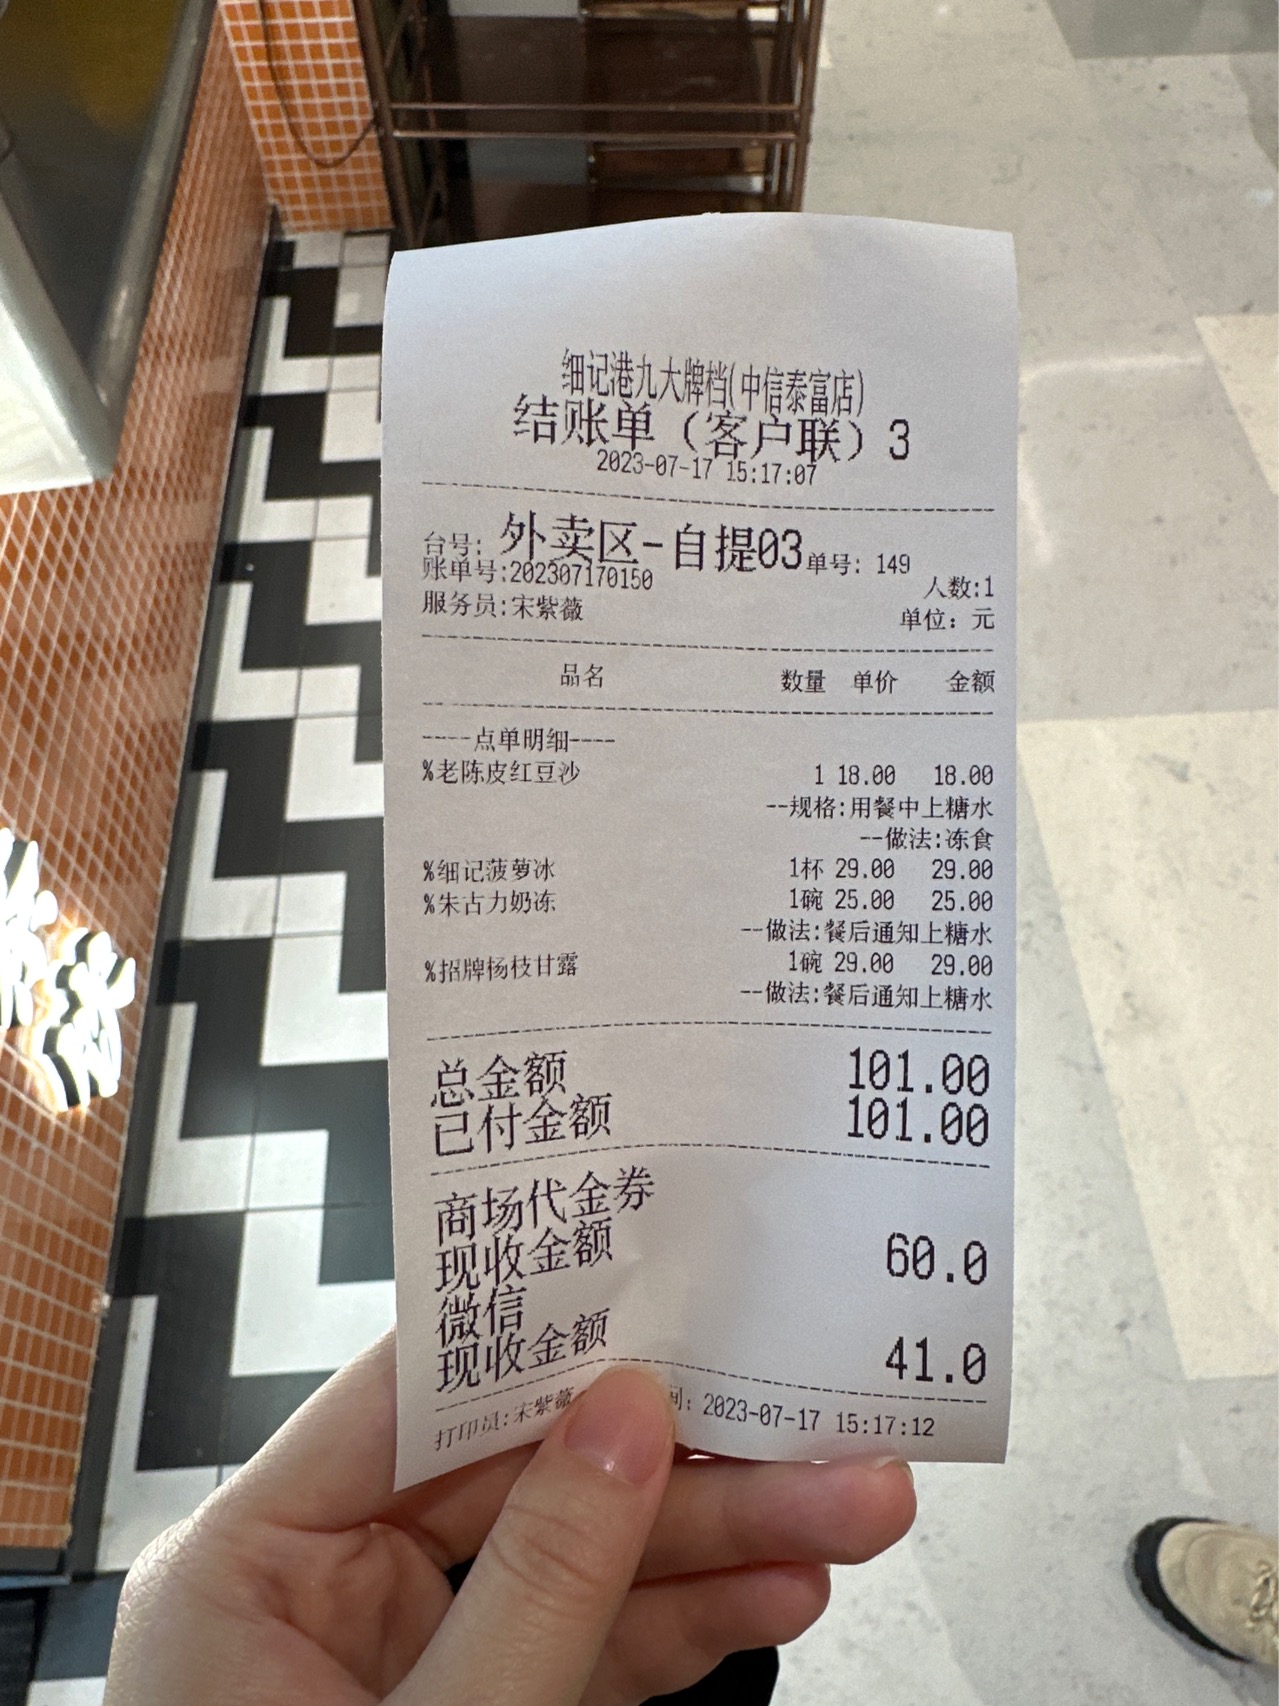 细记港九大牌档(中信泰富店)
结账单（客户联）3
2023-07-17 15:17:07
台号: 外卖区-自提03 单号: 149
账单号:202307170150
人数:1
服务员:宋紫薇
单位: 元
品名 数量 单价 金额
----点单明细----
%老陈皮红豆沙 1 18.00 18.00
--规格:用餐中上糖水
--做法:冻食
%细记菠萝冰 1杯 29.00 29.00
%朱古力奶冻 1碗 25.00 25.00
--做法:餐后通知上糖水
%招牌杨枝甘露 1碗 29.00 29.00
--做法:餐后通知上糖水
总金额 101.00
已付金额 101.00
商场代金券
现收金额 60.0
微信
现收金额 41.0
打印员:宋紫薇 间: 2023-07-17 15:17:12